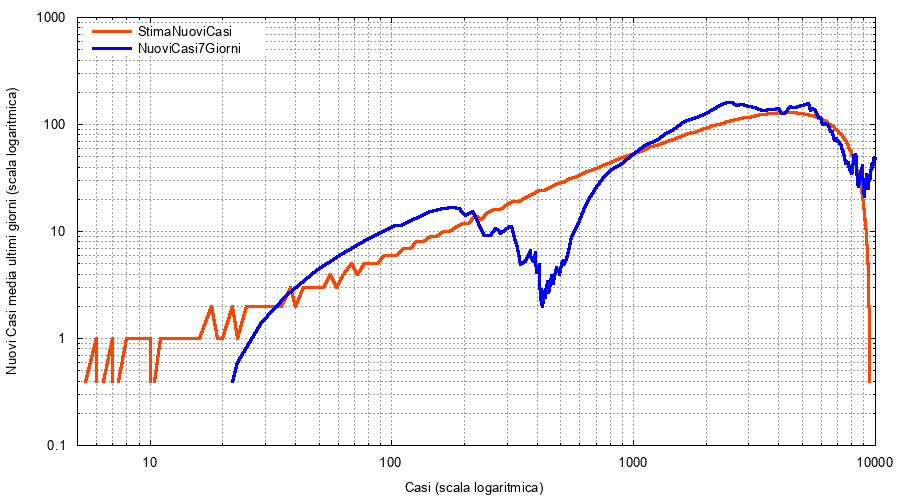 1000
StimaNuoviCasi
NuoviCasi7Giorni
100
10
1
0.1
Nuovi Casi media ultimi giorni (scala logaritmica)
10
100
1000
10000
Casi (scala logaritmica)